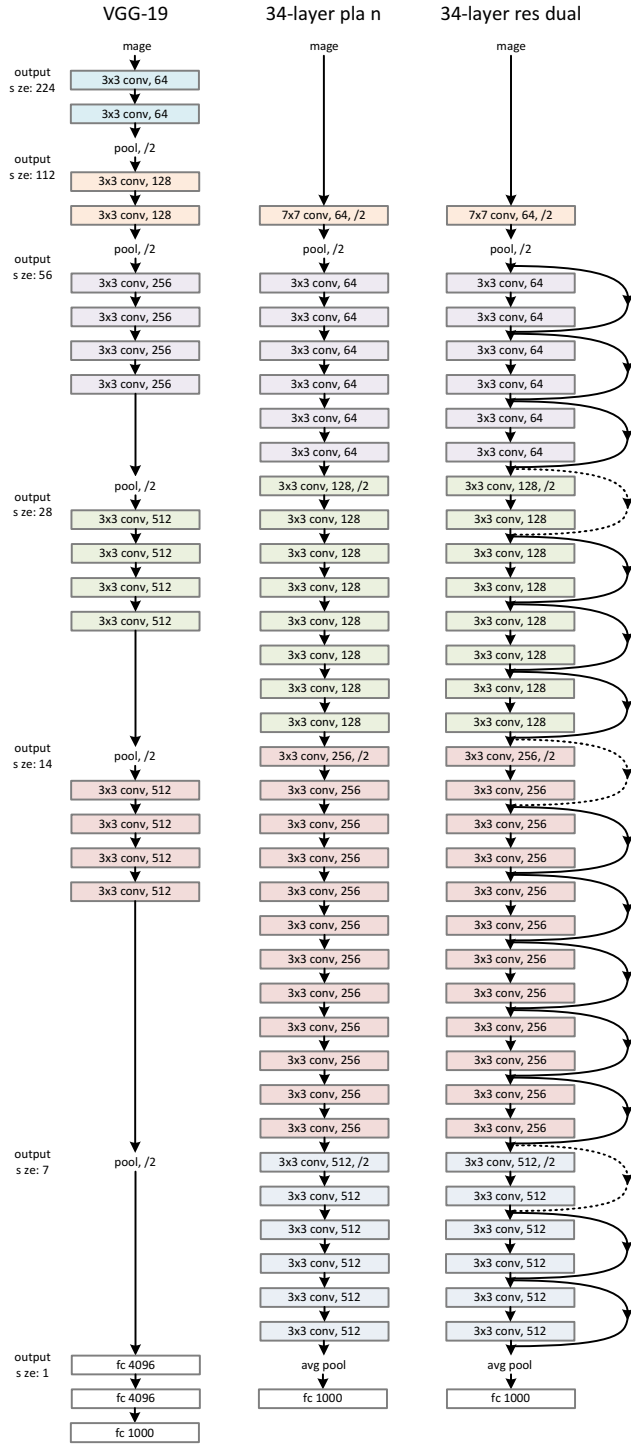 VGG-19
mage
output
s ze: 224
3x3 conv, 64
3x3 conv, 64
pool, /2
output
s ze: 112
3x3 conv, 128
3x3 conv, 128
pool, /2
output
s ze: 56
3x3 conv, 256
3x3 conv, 256
3x3 conv, 256
3x3 conv, 256
pool, /2
output
s ze: 28
3x3 conv, 512
3x3 conv, 512
3x3 conv, 512
3x3 conv, 512
pool, /2
output
s ze: 14
3x3 conv, 512
3x3 conv, 512
3x3 conv, 512
3x3 conv, 512
output
s ze: 7
pool, /2
output
s ze: 1
fc 4096
fc 4096
fc 1000
34-layer pla n
mage
7x7 conv, 64, /2
pool, /2
3x3 conv, 64
3x3 conv, 64
3x3 conv, 64
3x3 conv, 64
3x3 conv, 64
3x3 conv, 64
3x3 conv, 128, /2
3x3 conv, 128
3x3 conv, 128
3x3 conv, 128
3x3 conv, 128
3x3 conv, 128
3x3 conv, 128
3x3 conv, 128
3x3 conv, 256, /2
3x3 conv, 256
3x3 conv, 256
3x3 conv, 256
3x3 conv, 256
3x3 conv, 256
3x3 conv, 256
3x3 conv, 256
3x3 conv, 256
3x3 conv, 256
3x3 conv, 256
3x3 conv, 256
3x3 conv, 512, /2
3x3 conv, 512
3x3 conv, 512
3x3 conv, 512
3x3 conv, 512
3x3 conv, 512
avg pool
fc 1000
34-layer res dual
mage
7x7 conv, 64, /2
pool, /2
3x3 conv, 64
3x3 conv, 64
3x3 conv, 64
3x3 conv, 64
3x3 conv, 64
3x3 conv, 64
3x3 conv, 128, /2
3x3 conv, 128
3x3 conv, 128
3x3 conv, 128
3x3 conv, 128
3x3 conv, 128
3x3 conv, 128
3x3 conv, 128
3x3 conv, 256, /2
3x3 conv, 256
3x3 conv, 256
3x3 conv, 256
3x3 conv, 256
3x3 conv, 256
3x3 conv, 256
3x3 conv, 256
3x3 conv, 256
3x3 conv, 256
3x3 conv, 256
3x3 conv, 256
3x3 conv, 512, /2
3x3 conv, 512
3x3 conv, 512
3x3 conv, 512
3x3 conv, 512
3x3 conv, 512
avg pool
fc 1000